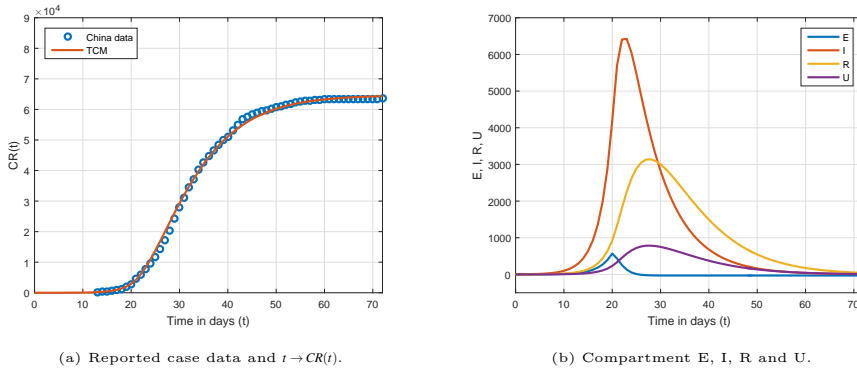 9 ×10⁴
8
7
6
5
4
3
2
1
0
CR(t)
China data
TCM
0 10 20 30 40 50 60 70
Time in days (t)
(a) Reported case data and t→CR(t).
7000
6000
5000
4000
3000
2000
1000
0
E, I, R, U
E
I
R
U
0 10 20 30 40 50 60 70
Time in days (t)
(b) Compartment E, I, R and U.